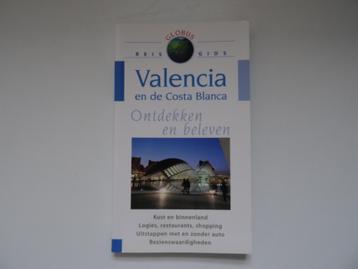 GLOBUS
REIS GIDS
Valencia
en de Costa Blanca
Ontdekken
en beleven
Kust en binnenland
Logies, restaurants, shopping
Uitstappen met en zonder auto
Bezienswaardigheden